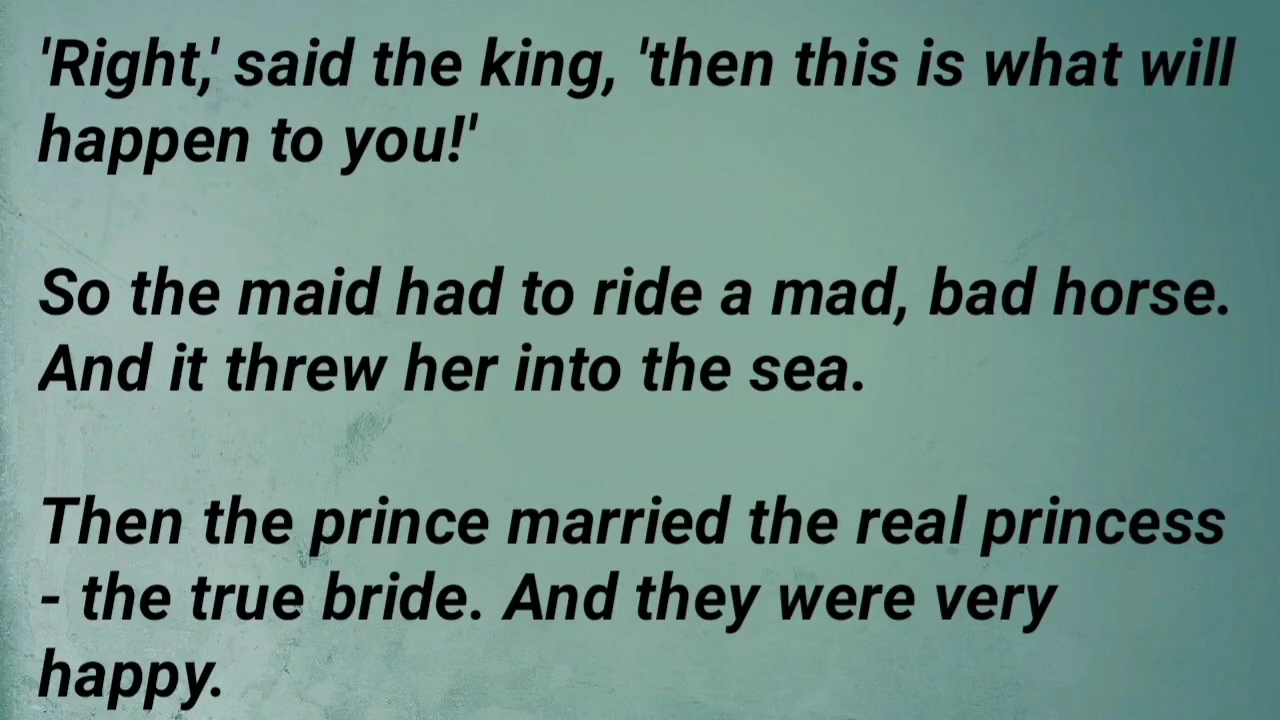 'Right,' said the king, 'then this is what will
happen to you!'
So the maid had to ride a mad, bad horse.
And it threw her into the sea.
Then the prince married the real princess
- the true bride. And they were very
happy.